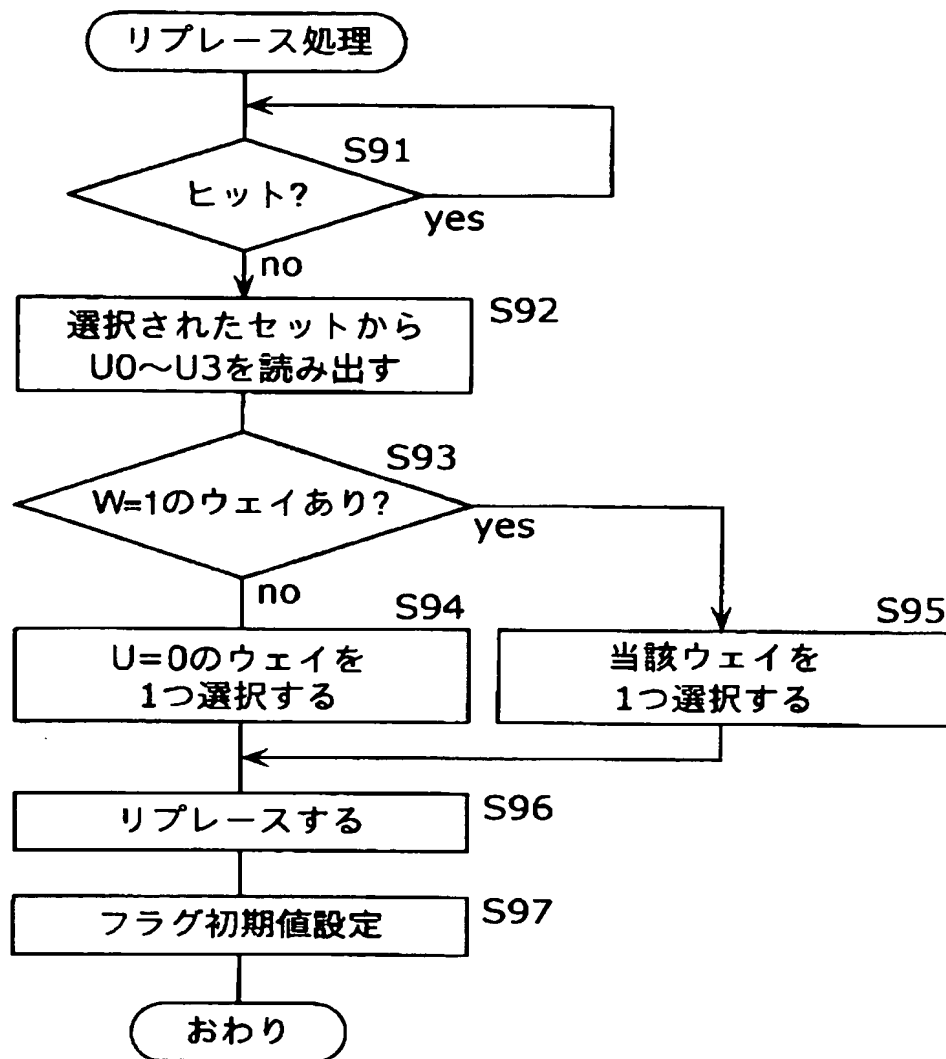 リプレース処理
S91
ヒット?
yes
no
S92
選択されたセットから
U0～U3を読み出す
S93
W=1のウェイあり?
yes
no
S94
U=0のウェイを
1つ選択する
S95
当該ウェイを
1つ選択する
リプレースする
S96
フラグ初期値設定
S97
おわり